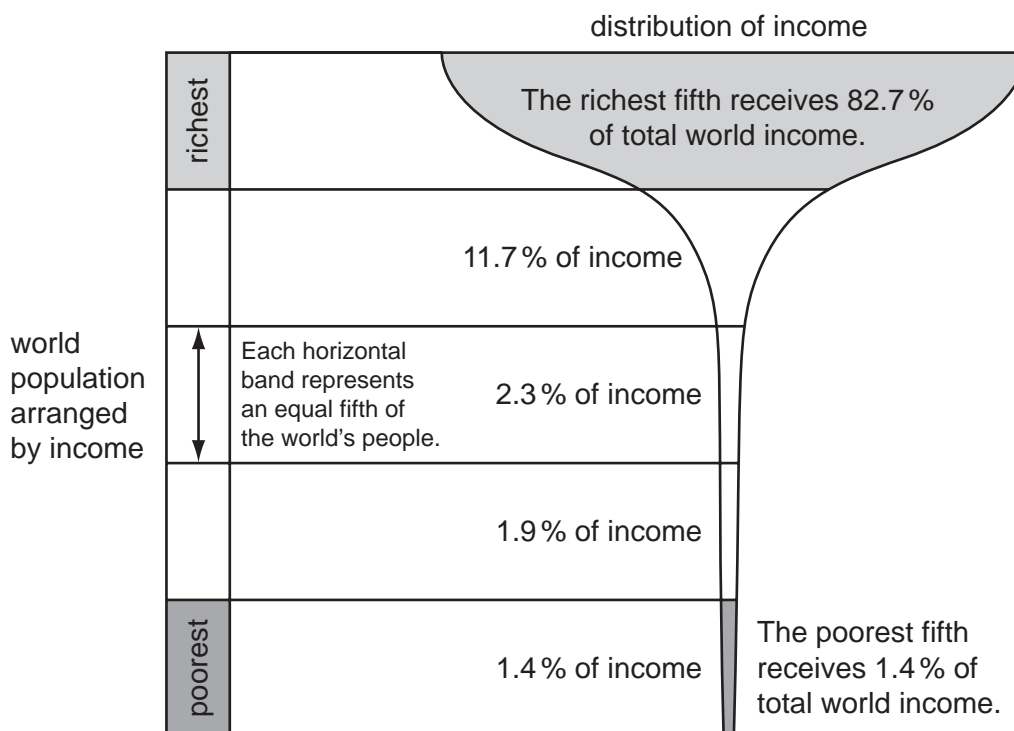 distribution of income
richest
The richest fifth receives 82.7 %
of total world income.
11.7 % of income
world
population
arranged
by income
Each horizontal
band represents
an equal fifth of
the world's people.
2.3 % of income
1.9 % of income
poorest
1.4 % of income
The poorest fifth
receives 1.4 % of
total world income.